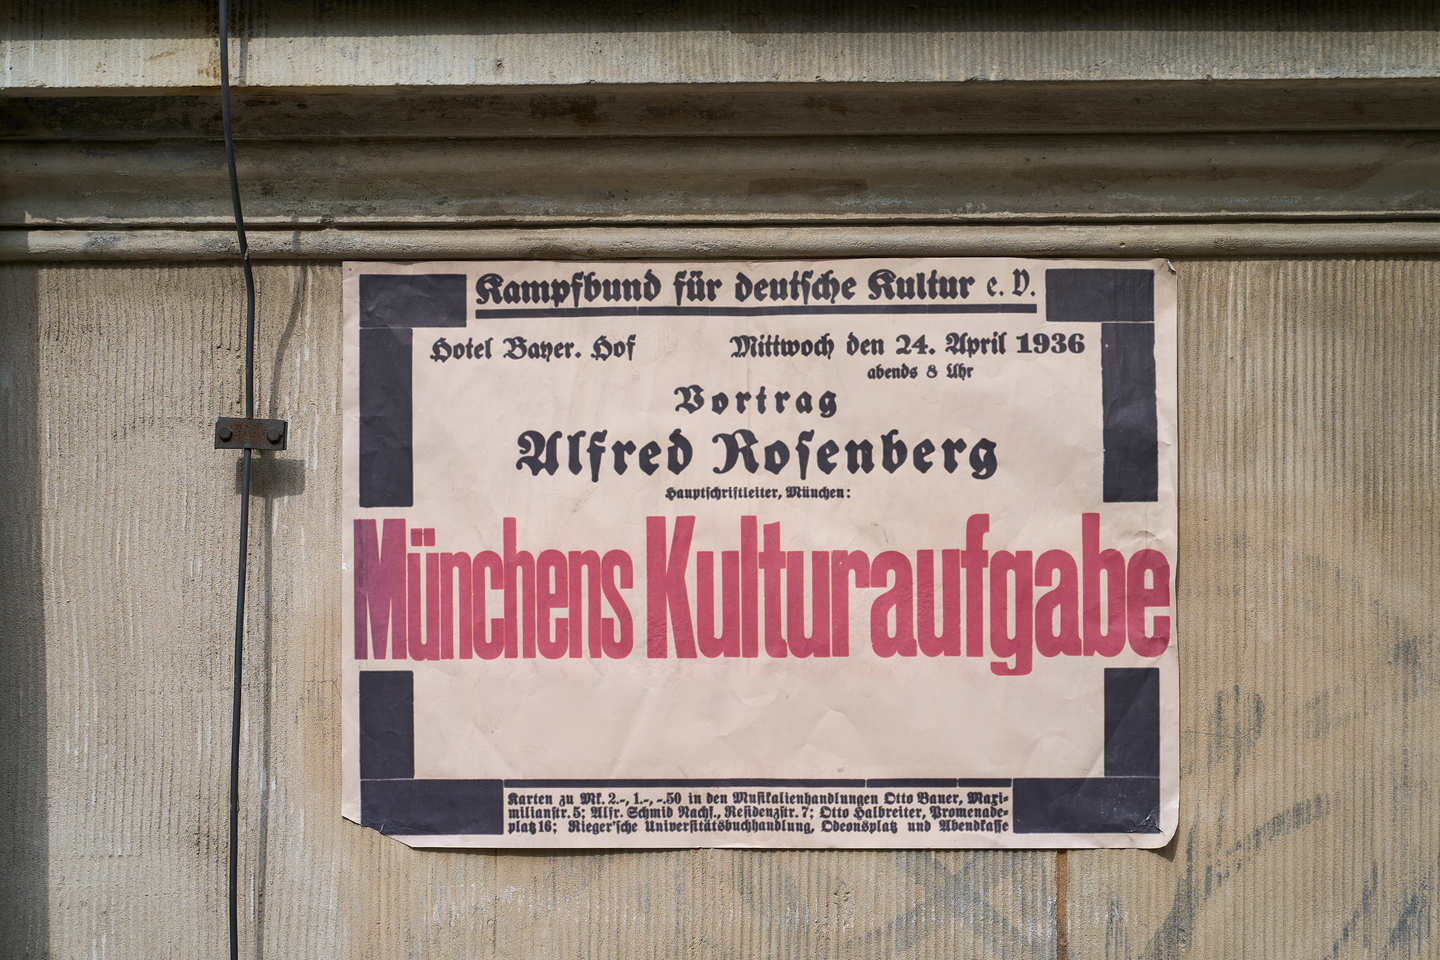 Kampfbund für deutsche Kultur e. V.
Hotel Bayer. Hof Mittwoch den 24. April 1936
abends 8 Uhr
Vortrag
Alfred Rosenberg
Hauptschriftleiter, München:
Münchens Kulturaufgabe
Karten zu Mk. 2.-, 1.-, -.50 in den Musikalienhandlungen Otto Bauer, Maxi-
milianstr. 5; Alfr. Schmid Nachf., Residenzstr. 7; Otto Halbreiter, Promenade-
platz 16; Rieger'sche Universitätsbuchhandlung, Odeonsplatz und Abendkasse